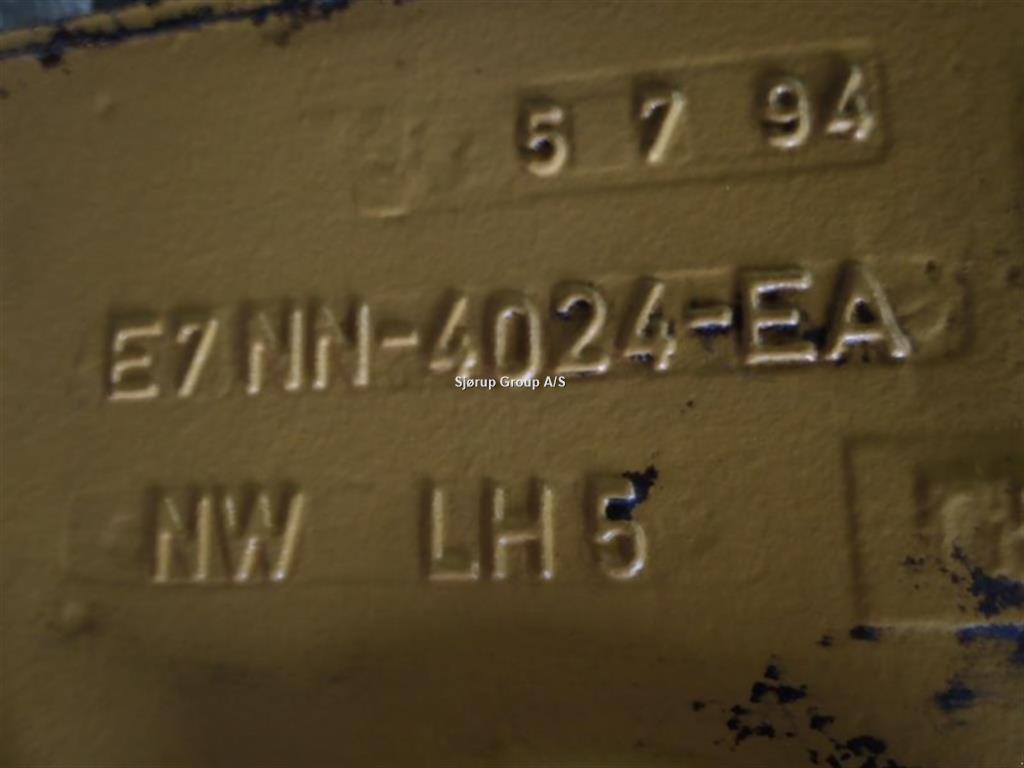 5 7 94
E7NN-4024-EA
Sjørup Group A/S
NW LH5